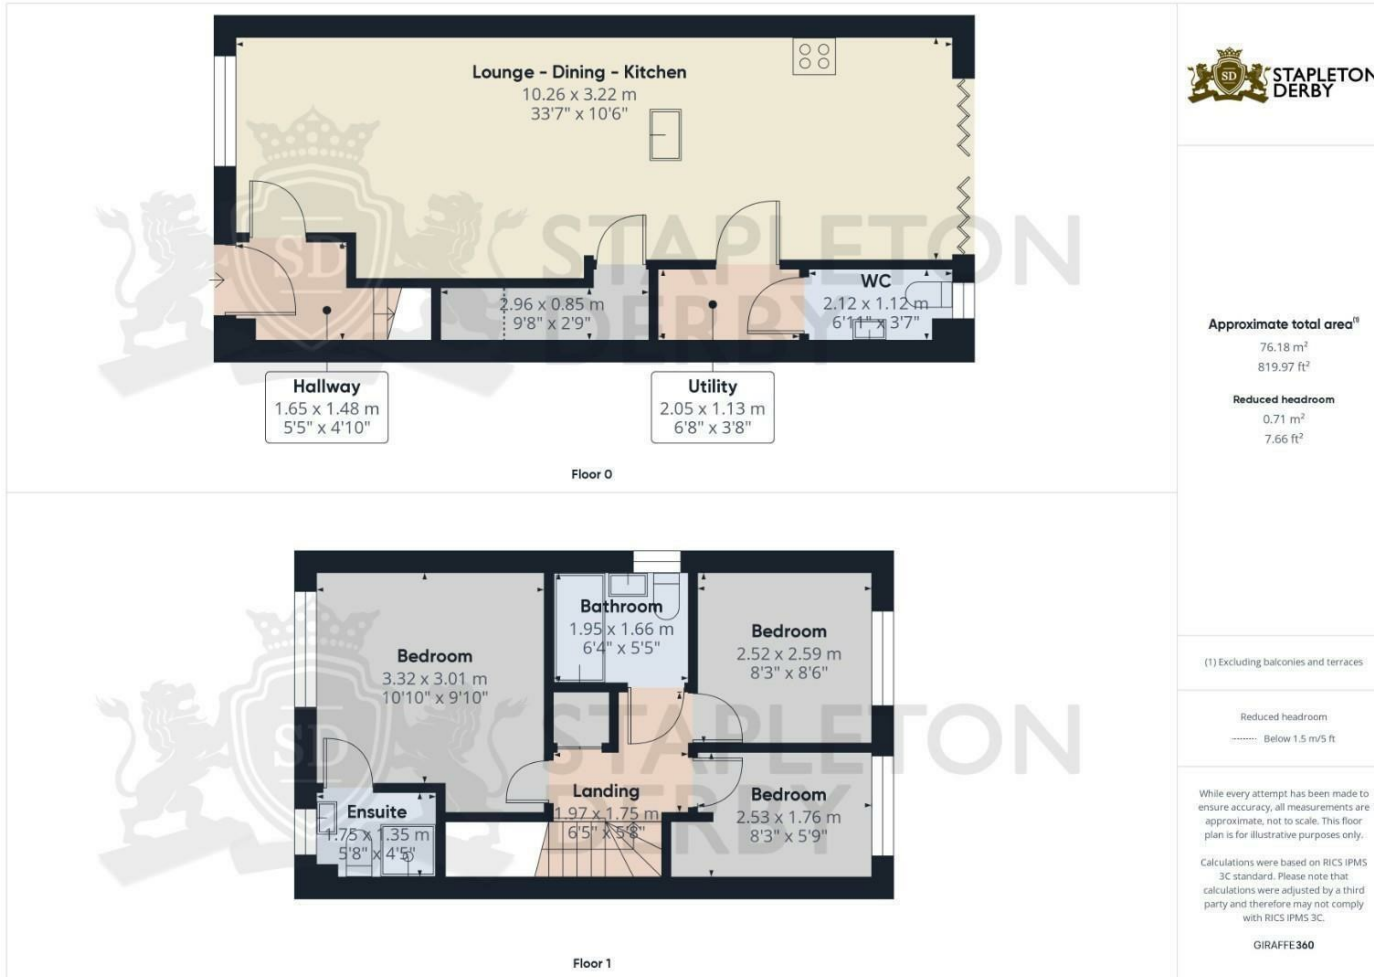 Lounge - Dining - Kitchen
10.26 x 3.22 m
33'7" x 10'6"
WC
2.12 x 1.12 m
6'11" x 3'7"
2.96 x 0.85 m
9'8" x 2'9"
Hallway
1.65 x 1.48 m
5'5" x 4'10"
Utility
2.05 x 1.13 m
6'8" x 3'8"
SD
STAPLETON
DERBY
Floor 0
Bedroom
3.32 x 3.01 m
10'10" x 9'10"
Bathroom
1.95 x 1.66 m
6'4" x 5'5"
Bedroom
2.52 x 2.59 m
8'3" x 8'6"
Ensuite
1.75 x 1.35 m
5'8" x 4'5"
Landing
1.97 x 1.75 m
6'5" x 5'8"
Bedroom
2.53 x 1.76 m
8'3" x 5'9"
SD
STAPLETON
DERBY
Floor 1
SD
STAPLETON
DERBY
Approximate total area(1)
76.18 m²
819.97 ft²
Reduced headroom
0.71 m²
7.66 ft²
(1) Excluding balconies and terraces
Reduced headroom
Below 1.5 m/5 ft
While every attempt has been made to
ensure accuracy, all measurements are
approximate, not to scale. This floor
plan is for illustrative purposes only.
Calculations were based on RICS IPMS
3C standard. Please note that
calculations were adjusted by a third
party and therefore may not comply
with RICS IPMS 3C.
GIRAFFE360